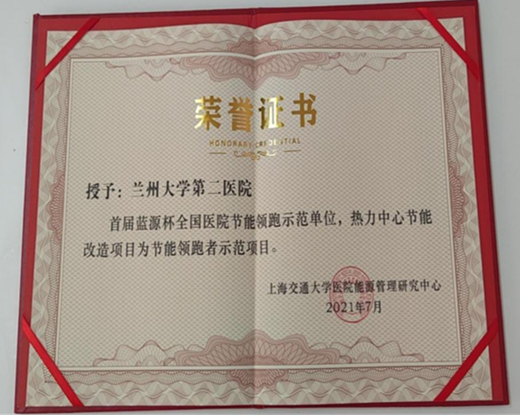 荣誉证书
HONORARY CREDENTIAL
授予：兰州大学第二医院
首届蓝源杯全国医院节能领跑示范单位，热力中心节能
改造项目为节能领跑者示范项目。
上海交通大学医院能源管理研究中心
2021年7月